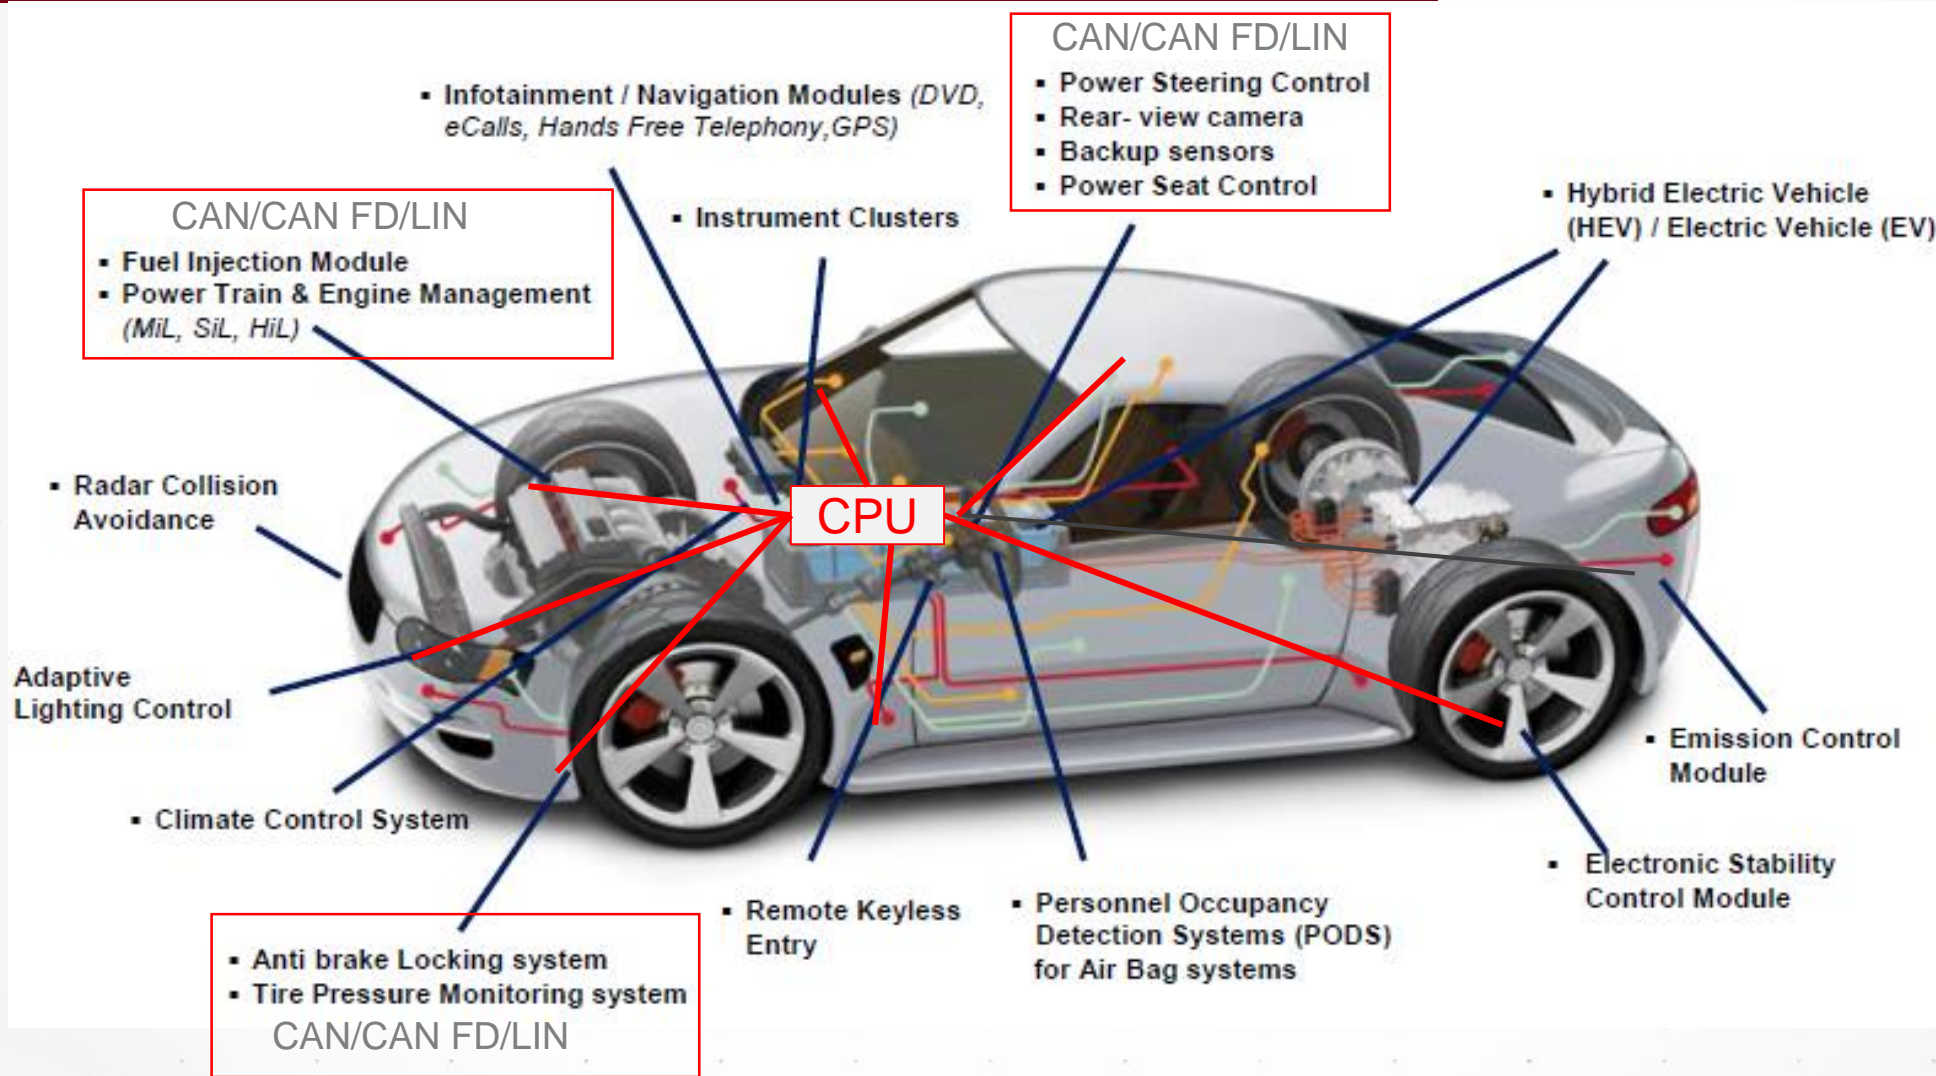 CAN/CAN FD/LIN
▪ Power Steering Control
▪ Rear- view camera
▪ Backup sensors
▪ Power Seat Control
▪ Infotainment / Navigation Modules (DVD,
eCalls, Hands Free Telephony,GPS)
▪ Instrument Clusters
▪ Hybrid Electric Vehicle
(HEV) / Electric Vehicle (EV)
CAN/CAN FD/LIN
▪ Fuel Injection Module
▪ Power Train & Engine Management
(MiL, SiL, HiL)
▪ Radar Collision
Avoidance
CPU
Adaptive
Lighting Control
▪ Climate Control System
▪ Emission Control
Module
▪ Electronic Stability
Control Module
▪ Remote Keyless
Entry
▪ Personnel Occupancy
Detection Systems (PODS)
for Air Bag systems
▪ Anti brake Locking system
▪ Tire Pressure Monitoring system
CAN/CAN FD/LIN